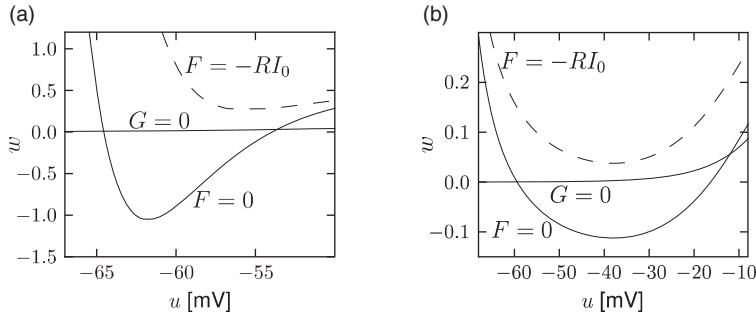 (a)
1.0
0.5
0.0
−0.5
−1.0
−1.5
w
F = −RI₀
G = 0
F = 0
−65
−60
−55
u [mV]
(b)
0.2
0.1
0.0
−0.1
w
F = −RI₀
G = 0
F = 0
−60
−50
−40
−30
−20
−10
u [mV]